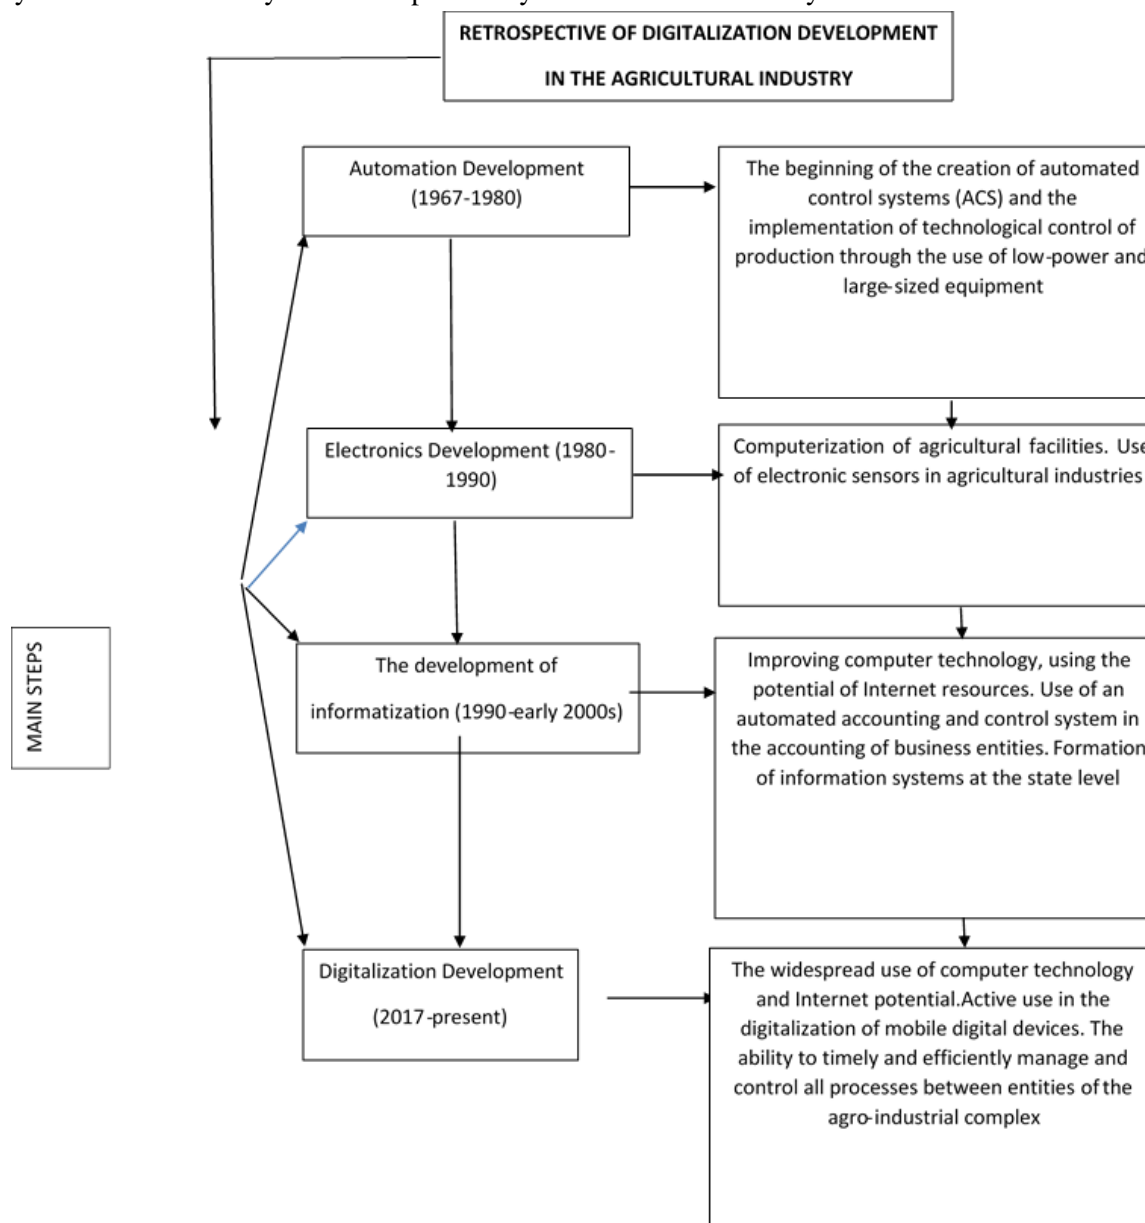 RETROSPECTIVE OF DIGITALIZATION DEVELOPMENT
IN THE AGRICULTURAL INDUSTRY
Automation Development
(1967-1980)
The beginning of the creation of automated
control systems (ACS) and the
implementation of technological control of
production through the use of low-power and
large-sized equipment
Electronics Development (1980-
1990)
Computerization of agricultural facilities. Use
of electronic sensors in agricultural industries
MAIN STEPS
The development of
informatization (1990-early 2000s)
Improving computer technology, using the
potential of Internet resources. Use of an
automated accounting and control system in
the accounting of business entities. Formation
of information systems at the state level
Digitalization Development
(2017-present)
The widespread use of computer technology
and Internet potential.Active use in the
digitalization of mobile digital devices. The
ability to timely and efficiently manage and
control all processes between entities of the
agro-industrial complex